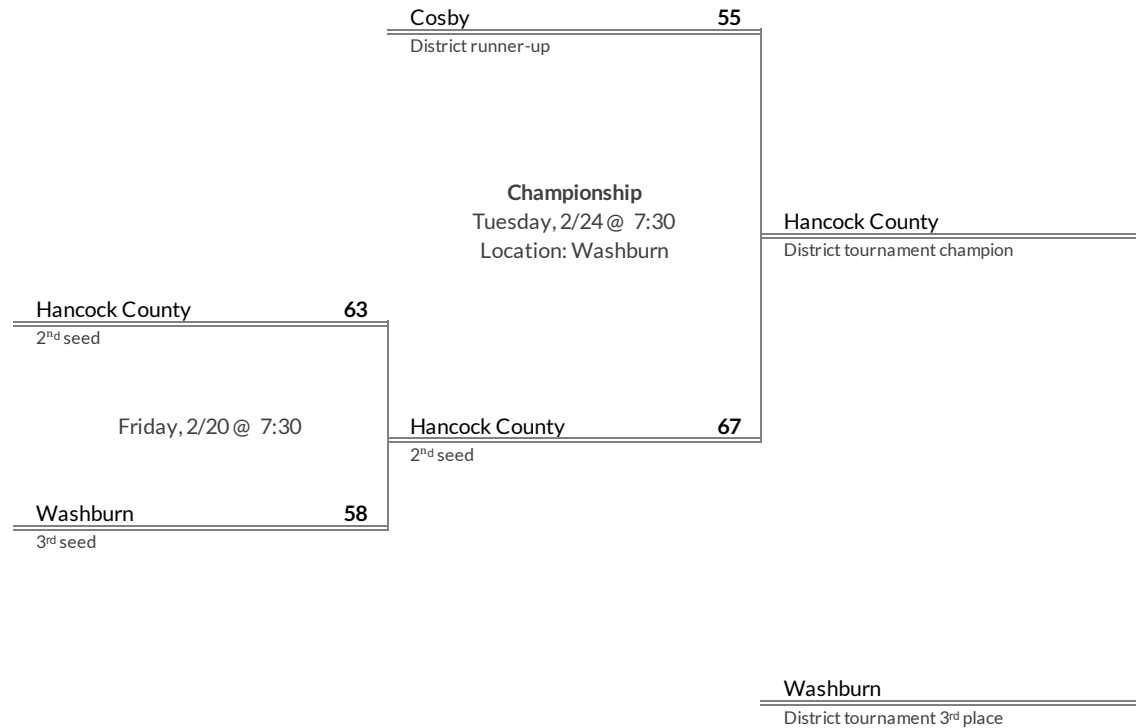 Cosby 55
District runner-up
Championship
Tuesday, 2/24 @ 7:30
Location: Washburn
Hancock County
District tournament champion
Hancock County 63
2nd seed
Friday, 2/20 @ 7:30
Hancock County 67
2nd seed
Washburn 58
3rd seed
Washburn
District tournament 3rd place